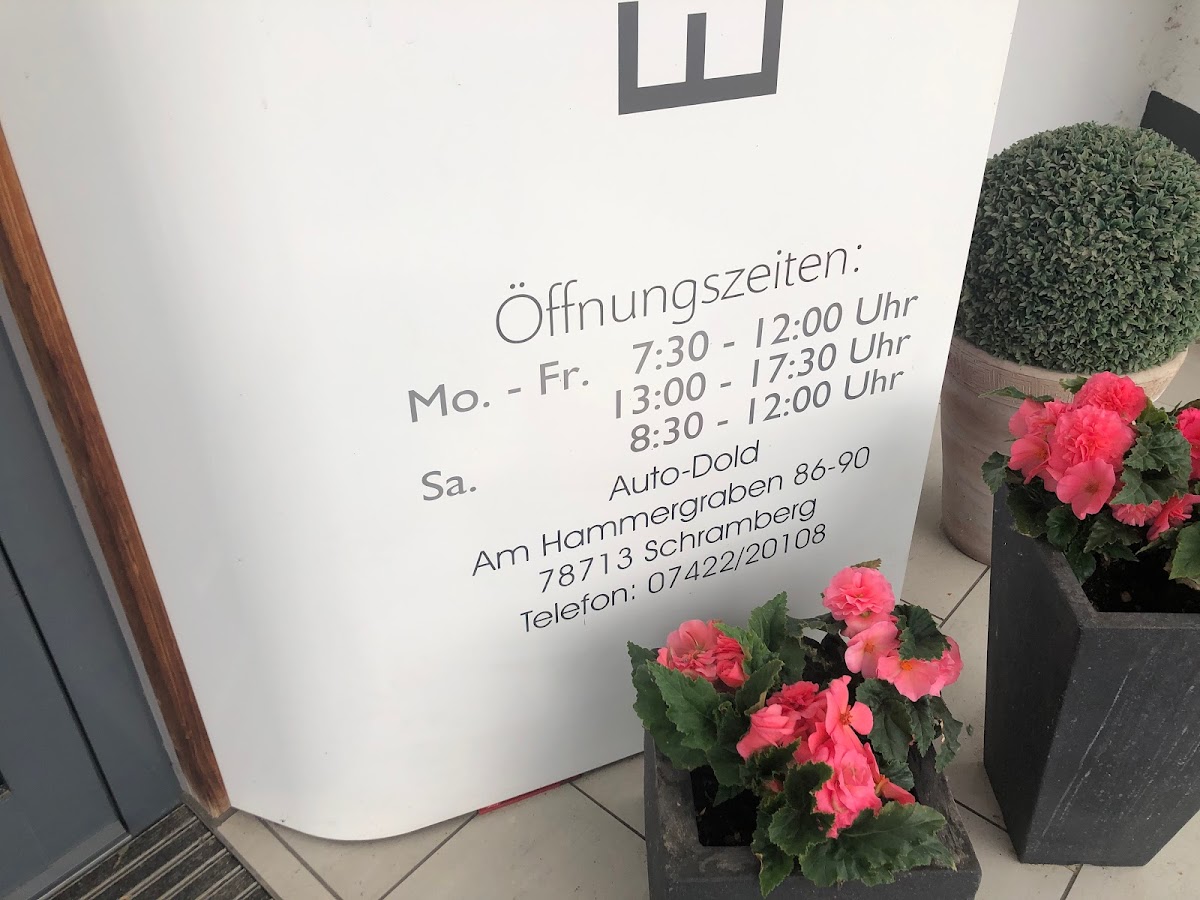 E
Öffnungszeiten:
Mo. - Fr. 7:30 - 12:00 Uhr
13:00 - 17:30 Uhr
Sa. 8:30 - 12:00 Uhr
Auto-Dold
Am Hammergraben 86-90
78713 Schramberg
Telefon: 07422/20108